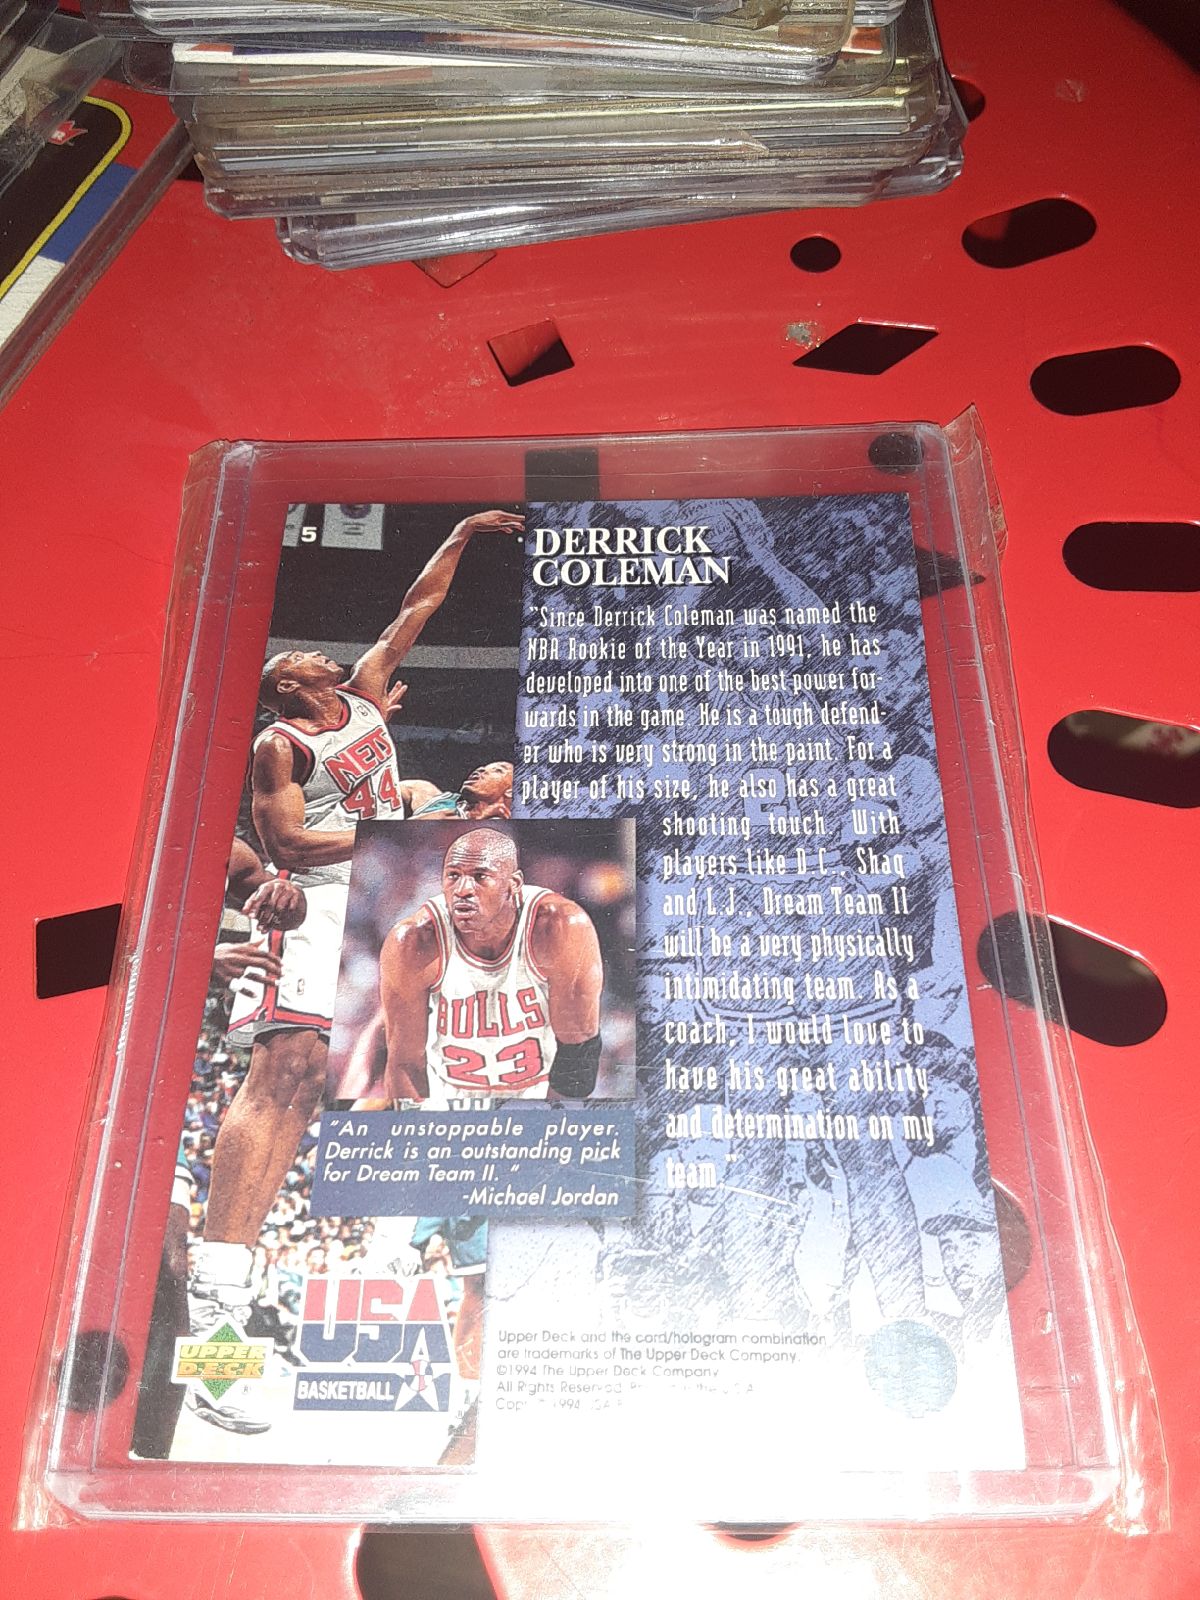 5
DERRICK
COLEMAN
"Since Derrick Coleman was named the
NBA Rookie of the Year in 1991, he has
developed into one of the best power for-
wards in the game. He is a tough defend-
er who is very strong in the paint. For a
player of his size, he also has a great
shooting touch. With
players like D.C., Shaq
and L.J., Dream Team II
will be a very physically
intimidating team. As a
coach, I would love to
have his great ability
and determination on my
team."
NETS
44
BULLS
23
"An unstoppable player.
Derrick is an outstanding pick
for Dream Team II. "
-Michael Jordan
USA
BASKETBALL
UPPER
DECK
Upper Deck and the card/hologram combination
are trademarks of The Upper Deck Company.
©1994 The Upper Deck Company
All Rights Reserved.
1994 USA